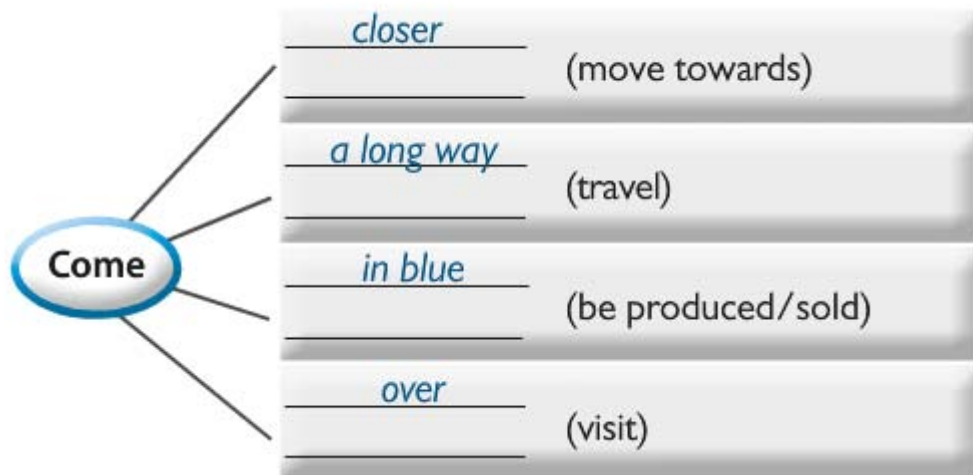 closer
(move towards)
a long way
(travel)
Come
in blue
(be produced/sold)
over
(visit)